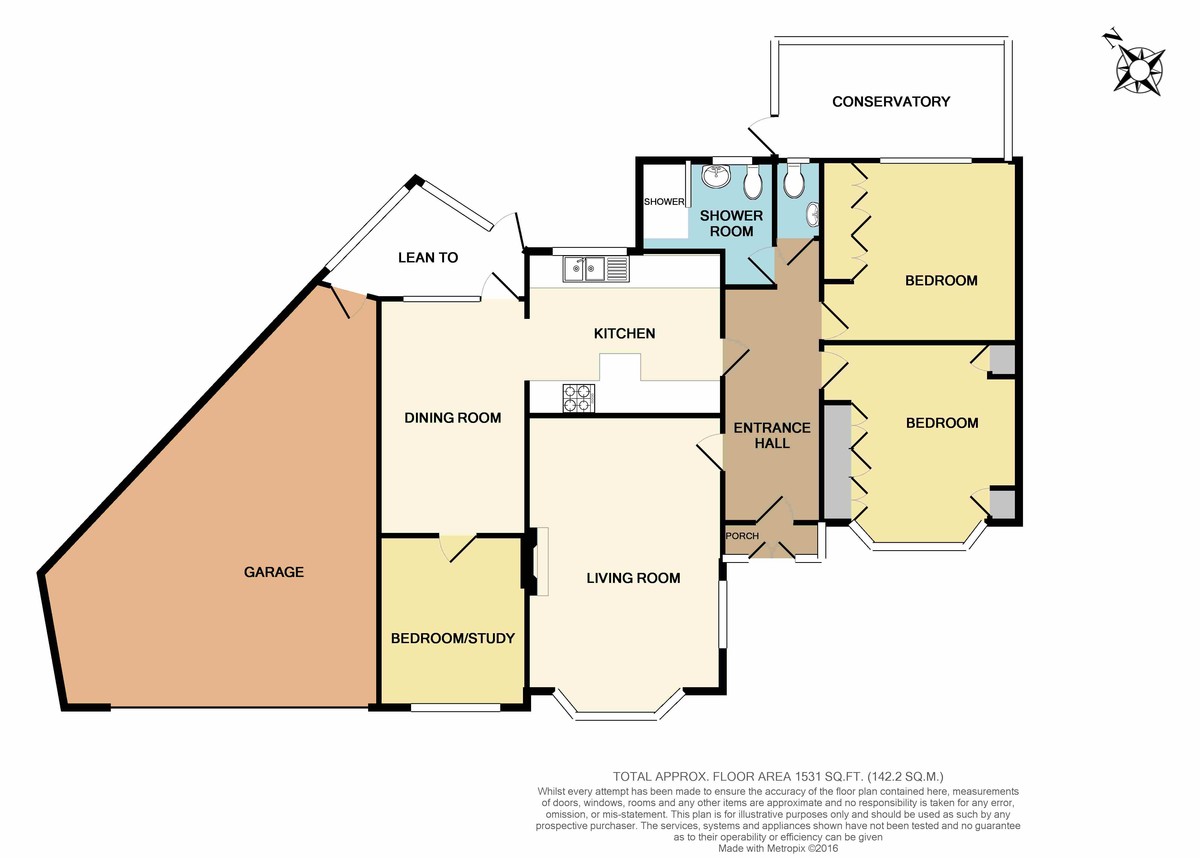 N
CONSERVATORY
SHOWER
SHOWER
ROOM
LEAN TO
BEDROOM
KITCHEN
DINING ROOM
ENTRANCE
HALL
BEDROOM
PORCH
GARAGE
LIVING ROOM
BEDROOM/STUDY
TOTAL APPROX. FLOOR AREA 1531 SQ.FT. (142.2 SQ.M.)
Whilst every attempt has been made to ensure the accuracy of the floor plan contained here, measurements
of doors, windows, rooms and any other items are approximate and no responsibility is taken for any error,
omission, or mis-statement. This plan is for illustrative purposes only and should be used as such by any
prospective purchaser. The services, systems and appliances shown have not been tested and no guarantee
as to their operability or efficiency can be given
Made with Metropix ©2016